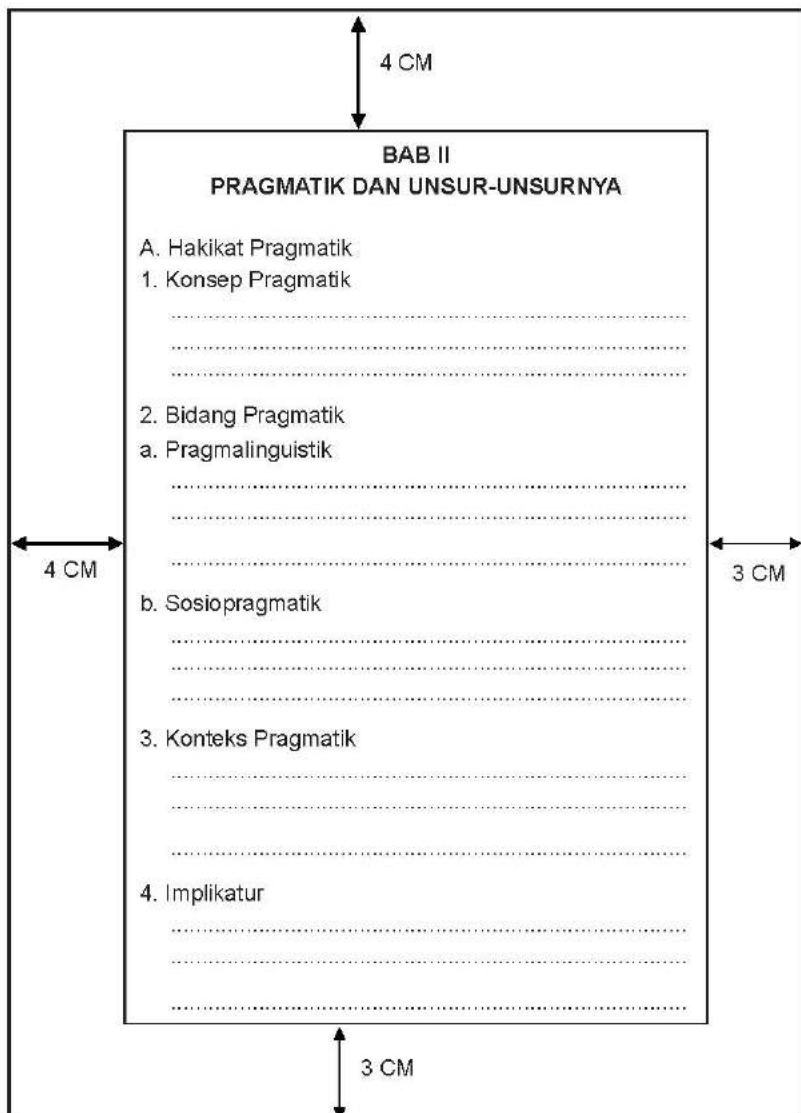 4 CM
BAB II
PRAGMATIK DAN UNSUR-UNSURNYA
A. Hakikat Pragmatik
1. Konsep Pragmatik
................................................................
................................................................
................................................................
2. Bidang Pragmatik
a. Pragmalinguistik
................................................................
................................................................
................................................................
4 CM
3 CM
b. Sosiopragmatik
................................................................
................................................................
................................................................
3. Konteks Pragmatik
................................................................
................................................................
................................................................
4. Implikatur
................................................................
................................................................
................................................................
3 CM